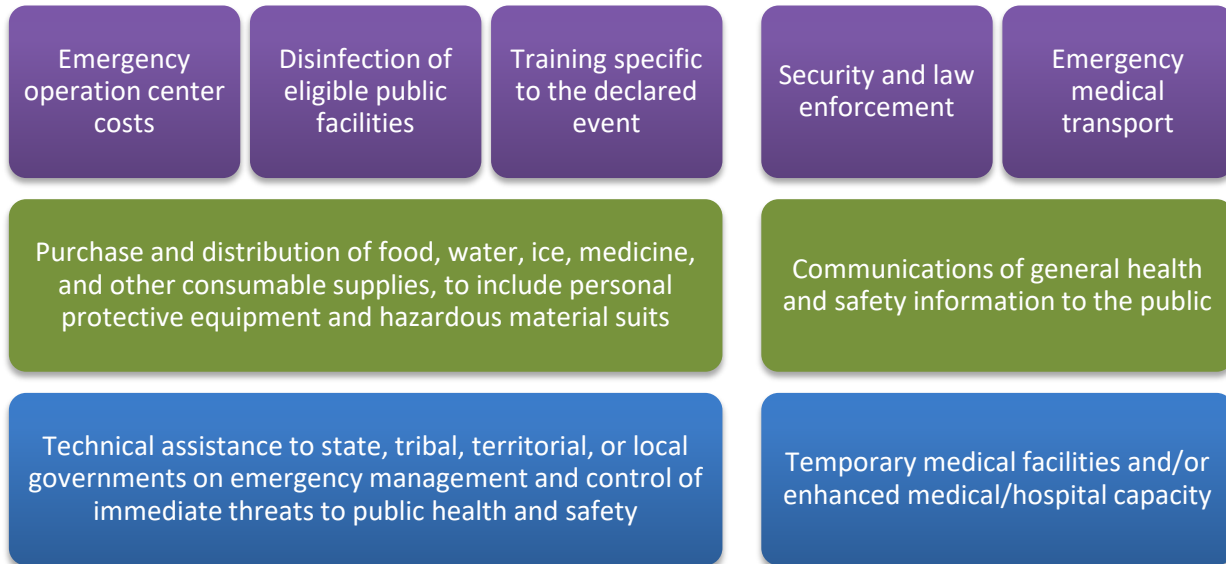 Emergency
operation center
costs
Disinfection of
eligible public
facilities
Training specific
to the declared
event
Security and law
enforcement
Emergency
medical
transport
Purchase and distribution of food, water, ice, medicine,
and other consumable supplies, to include personal
protective equipment and hazardous material suits
Communications of general health
and safety information to the public
Technical assistance to state, tribal, territorial, or local
governments on emergency management and control of
immediate threats to public health and safety
Temporary medical facilities and/or
enhanced medical/hospital capacity